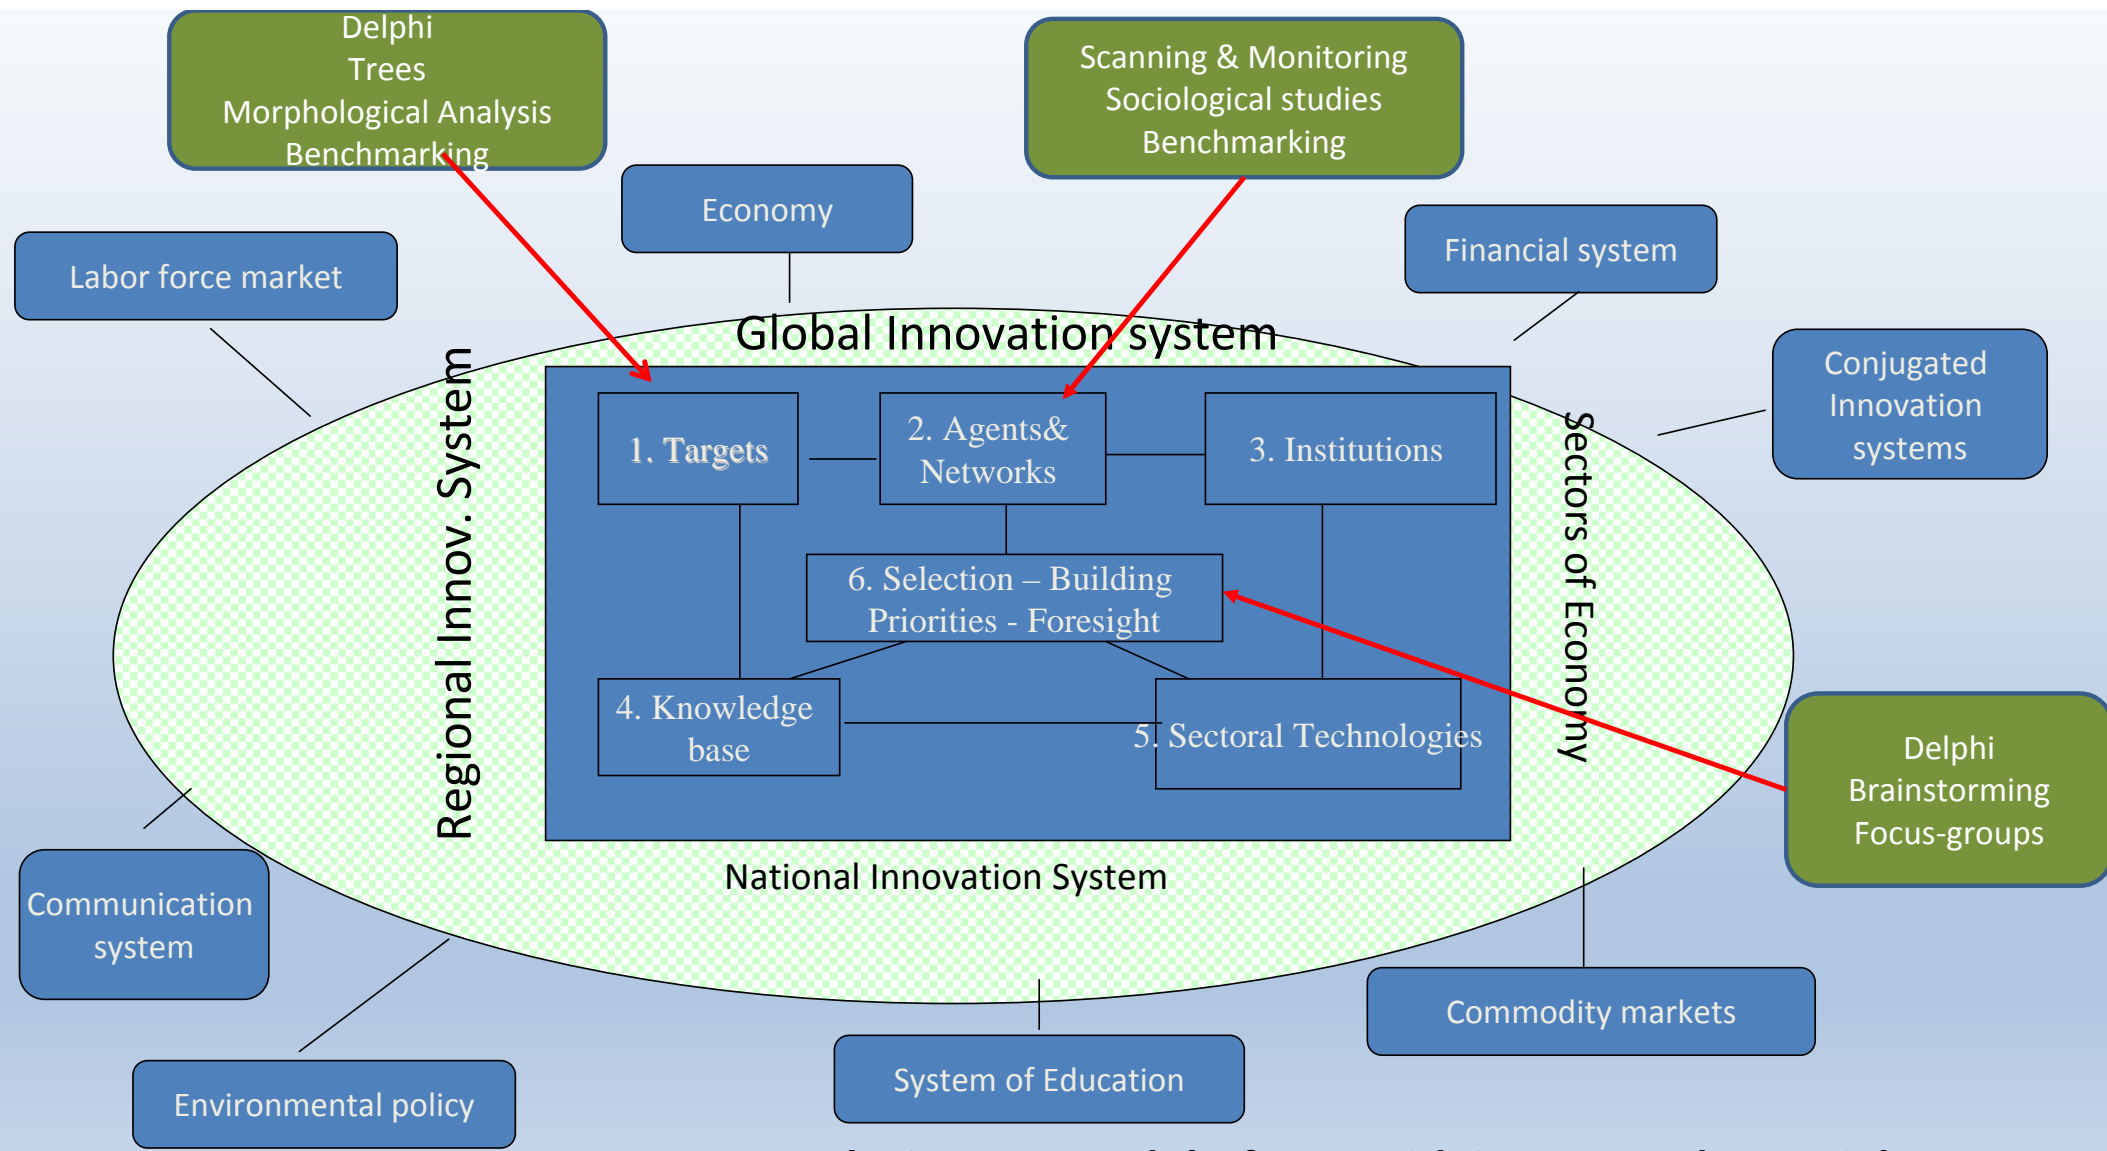 Delphi
Trees
Morphological Analysis
Benchmarking
Scanning & Monitoring
Sociological studies
Benchmarking
Economy
Financial system
Labor force market
Conjugated
Innovation
systems
Global Innovation system
Regional Innov. System
Sectors of Economy
1. Targets
2. Agents&
Networks
3. Institutions
6. Selection – Building
Priorities - Foresight
4. Knowledge
base
5. Sectoral Technologies
National Innovation System
Delphi
Brainstorming
Focus-groups
Communication
system
Commodity markets
System of Education
Environmental policy